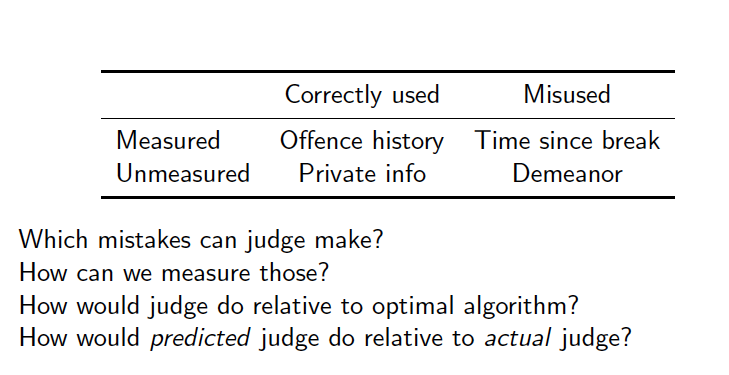 Correctly used Misused
Measured Offence history Time since break
Unmeasured Private info Demeanor
Which mistakes can judge make?
How can we measure those?
How would judge do relative to optimal algorithm?
How would predicted judge do relative to actual judge?